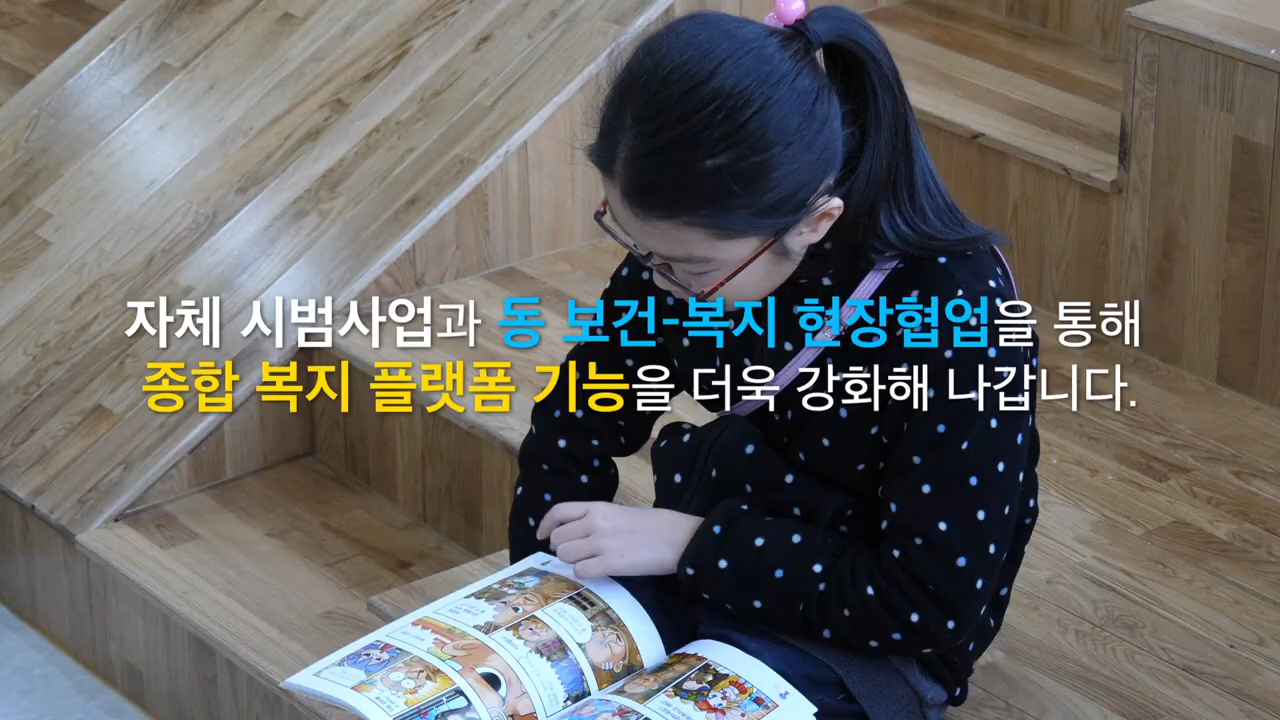 자체 시범사업과 동 보건-복지 현장협업을 통해
종합 복지 플랫폼 기능을 더욱 강화해 나갑니다.